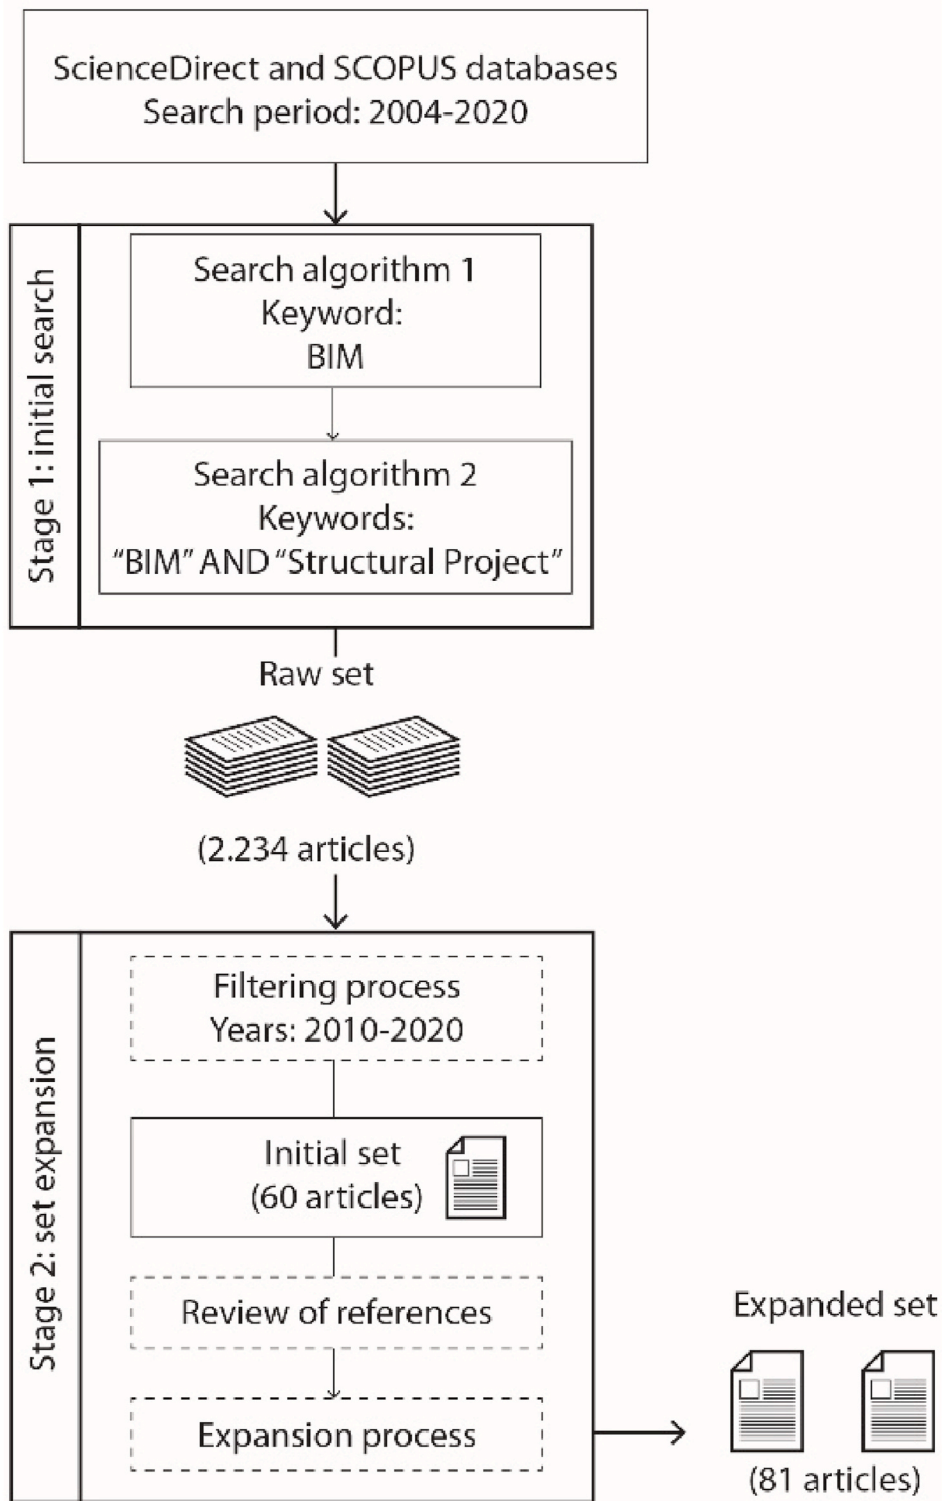 ScienceDirect and SCOPUS databases
Search period: 2004-2020
Stage 1: initial search
Search algorithm 1
Keyword:
BIM
Search algorithm 2
Keywords:
“BIM” AND “Structural Project”
Raw set
(2.234 articles)
Stage 2: set expansion
Filtering process
Years: 2010-2020
Initial set
(60 articles)
Review of references
Expansion process
Expanded set
(81 articles)